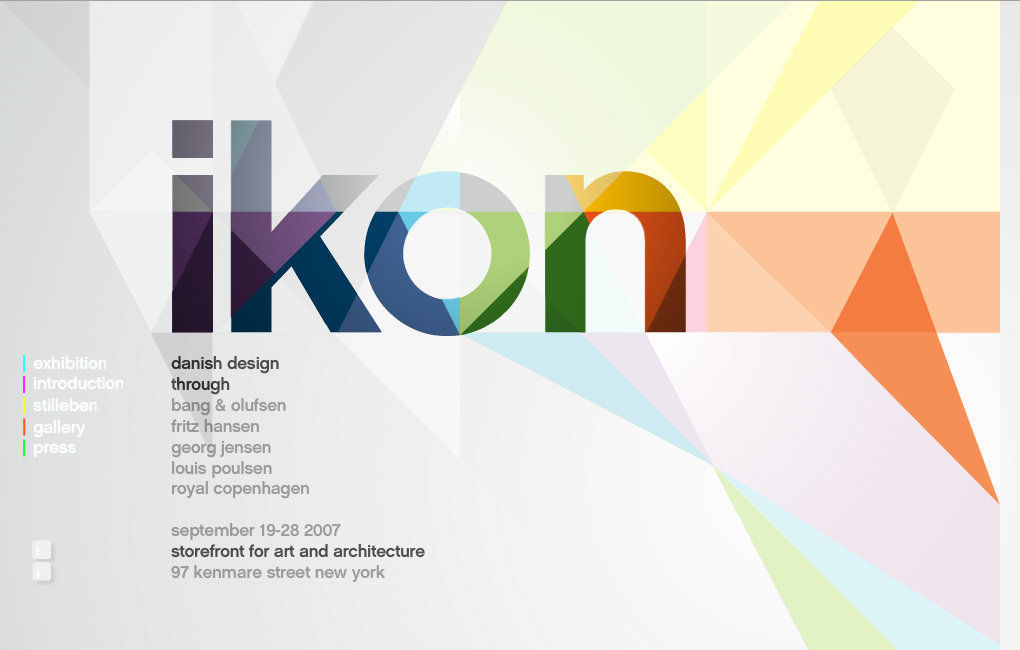 ikon
exhibition
introduction
stilleben
gallery
press
danish design
through
bang & olufsen
fritz hansen
georg jensen
louis poulsen
royal copenhagen
september 19-28 2007
storefront for art and architecture
97 kenmare street new york